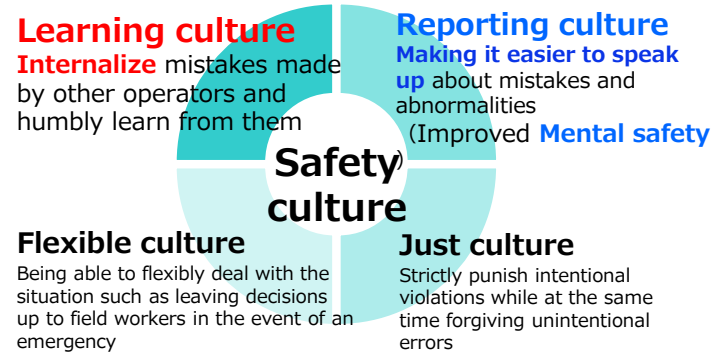 Learning culture
Internalize mistakes made
by other operators and
humbly learn from them
Reporting culture
Making it easier to speak
up about mistakes and
abnormalities
（Improved Mental safety
）
Safety
culture
Flexible culture
Being able to flexibly deal with the
situation such as leaving decisions
up to field workers in the event of an
emergency
Just culture
Strictly punish intentional
violations while at the same
time forgiving unintentional
errors